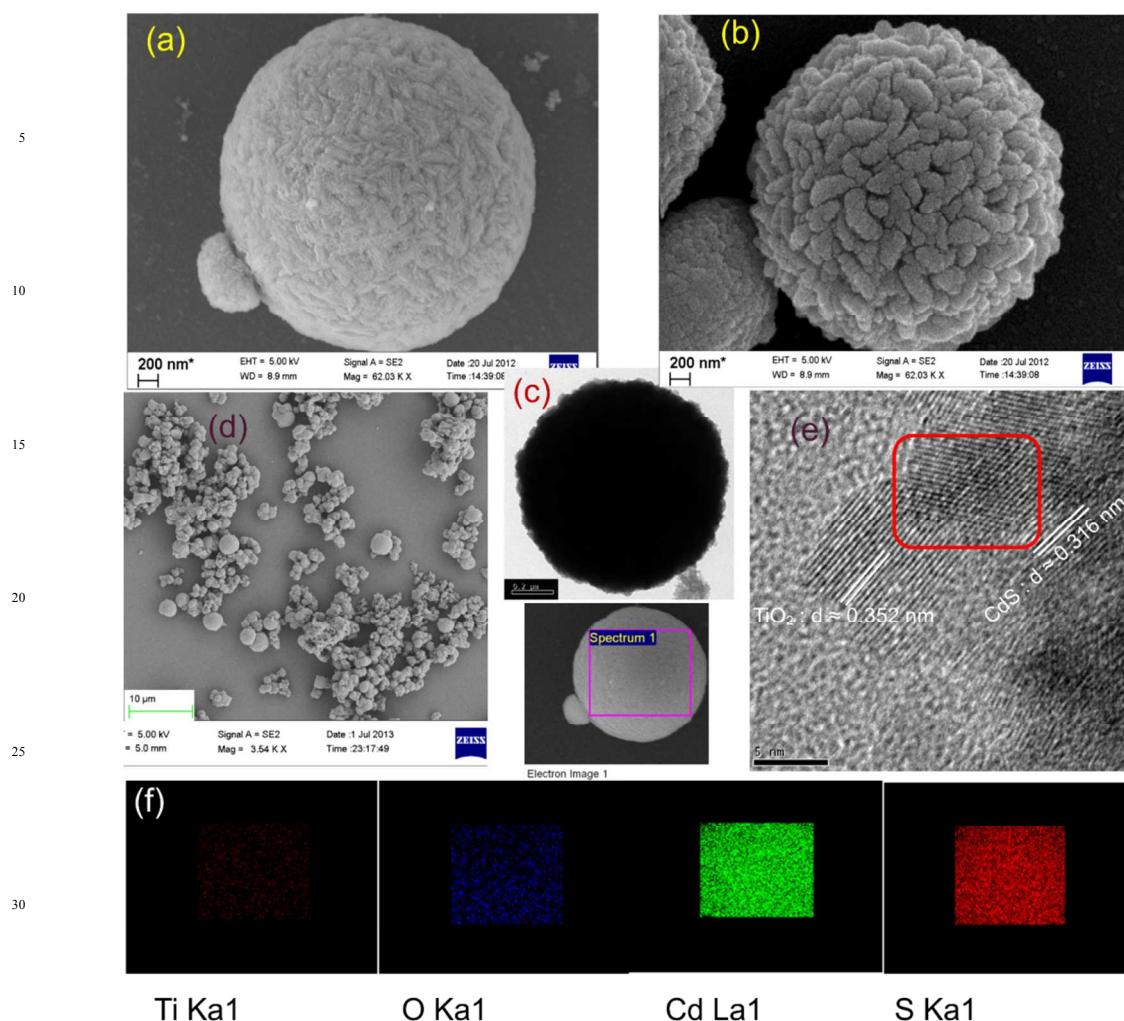 (a)
200 nm*
EHT = 5.00 kV
WD = 8.9 mm
Signal A = SE2
Mag = 62.03 K X
Date :20 Jul 2012
Time :14:39:08
ZEISS
(b)
200 nm*
EHT = 5.00 kV
WD = 8.9 mm
Signal A = SE2
Mag = 62.03 K X
Date :20 Jul 2012
Time :14:39:08
ZEISS
5
10
15
20
25
30
(d)
10 µm
= 5.00 kV
= 5.0 mm
Signal A = SE2
Mag = 3.54 K X
Date :1 Jul 2013
Time :23:17:49
ZEISS
(c)
0.2 µm
Spectrum 1
Electron Image 1
(e)
TiO₂ : d ≈ 0.352 nm
CdS : d ≈ 0.316 nm
5 nm
(f)
Ti Ka1
O Ka1
Cd La1
S Ka1